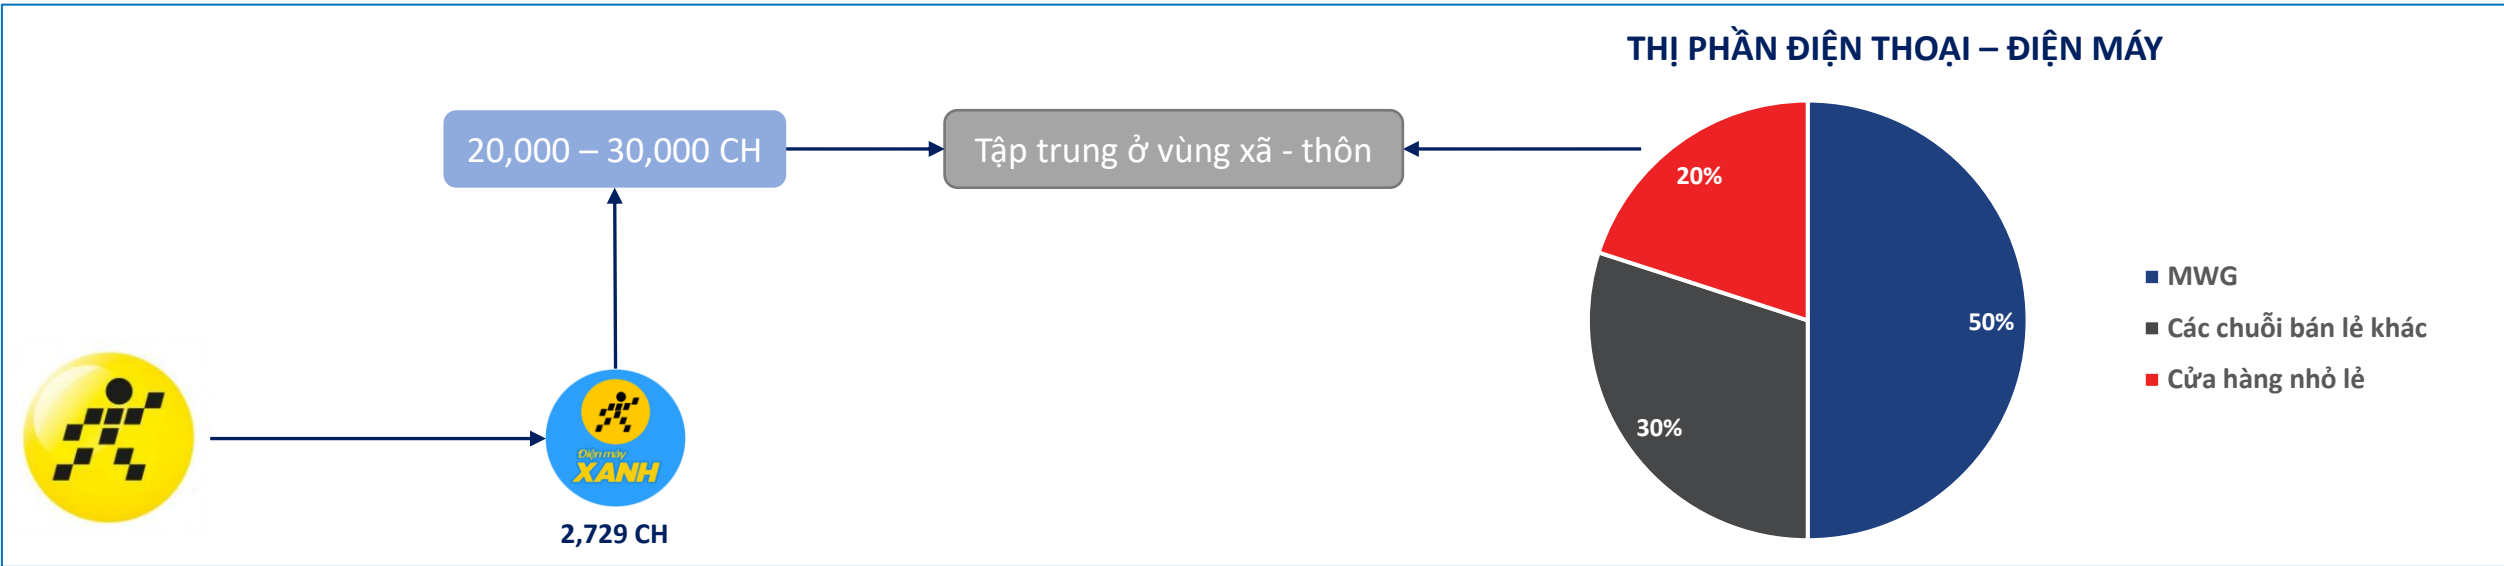 THỊ PHẦN ĐIỆN THOẠI – ĐIỆN MÁY
20,000 – 30,000 CH
Tập trung ở vùng xã - thôn
20%
50%
30%
MWG
Các chuỗi bán lẻ khác
Cửa hàng nhỏ lẻ
Điện máy
XANH
2,729 CH